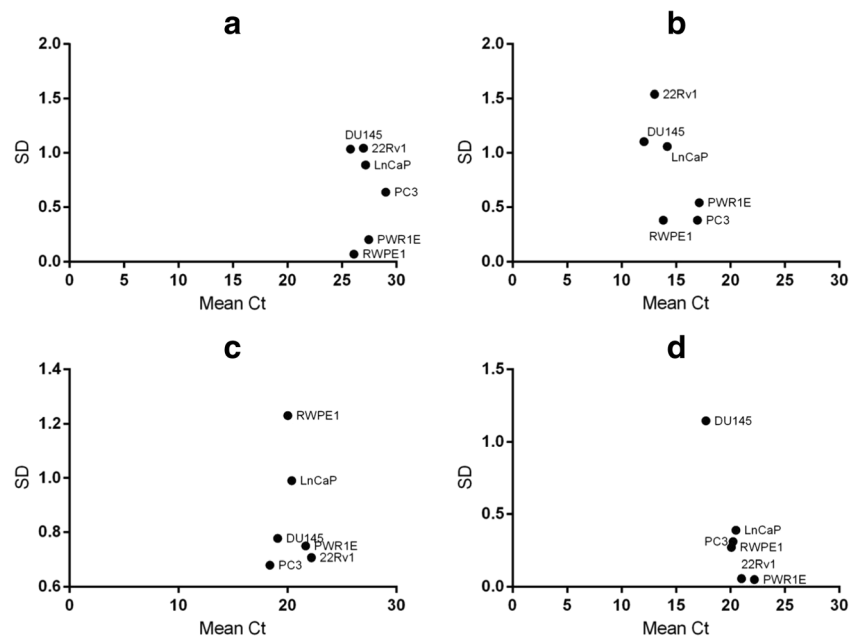 a
2.0
1.5
1.0
0.5
0.0
SD
DU145
22Rv1
LnCaP
PC3
PWR1E
RWPE1
0 5 10 15 20 25 30
Mean Ct
b
2.0
1.5
1.0
0.5
0.0
SD
22Rv1
DU145
LnCaP
PWR1E
PC3
RWPE1
0 5 10 15 20 25 30
Mean Ct
c
1.4
1.2
1.0
0.8
0.6
SD
RWPE1
LnCaP
DU145
PWR1E
22Rv1
PC3
0 10 20 30
Mean Ct
d
1.5
1.0
0.5
0.0
SD
DU145
LnCaP
PC3
RWPE1
22Rv1
PWR1E
0 5 10 15 20 25 30
Mean Ct